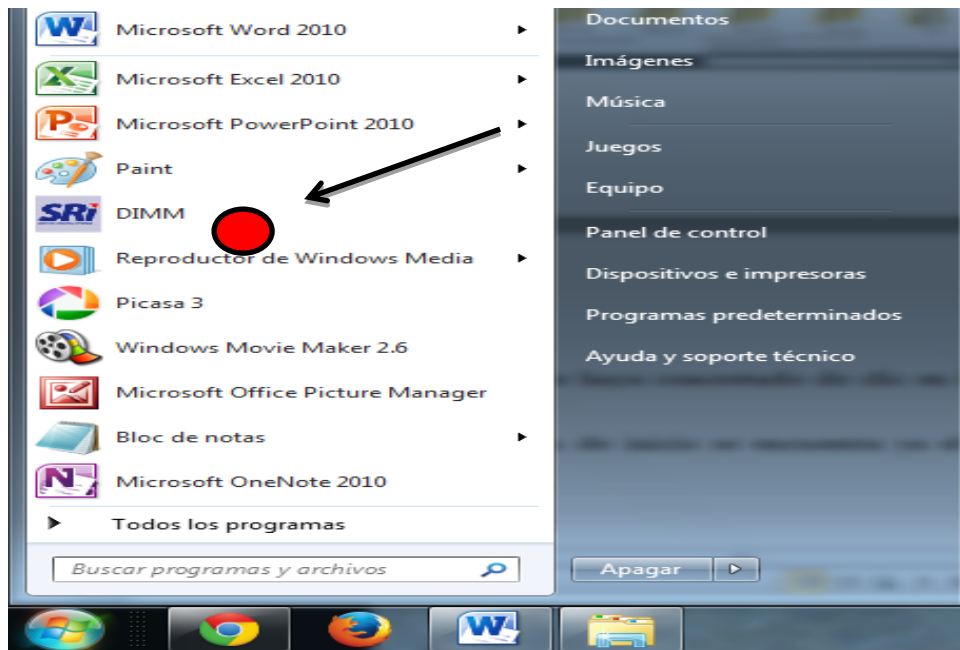 Microsoft Word 2010
Microsoft Excel 2010
Microsoft PowerPoint 2010
Paint
SRi DIMM
Reproductor de Windows Media
Picasa 3
Windows Movie Maker 2.6
Microsoft Office Picture Manager
Bloc de notas
Microsoft OneNote 2010
Todos los programas
Buscar programas y archivos
Documentos
Imágenes
Música
Juegos
Equipo
Panel de control
Dispositivos e impresoras
Programas predeterminados
Ayuda y soporte técnico
Apagar